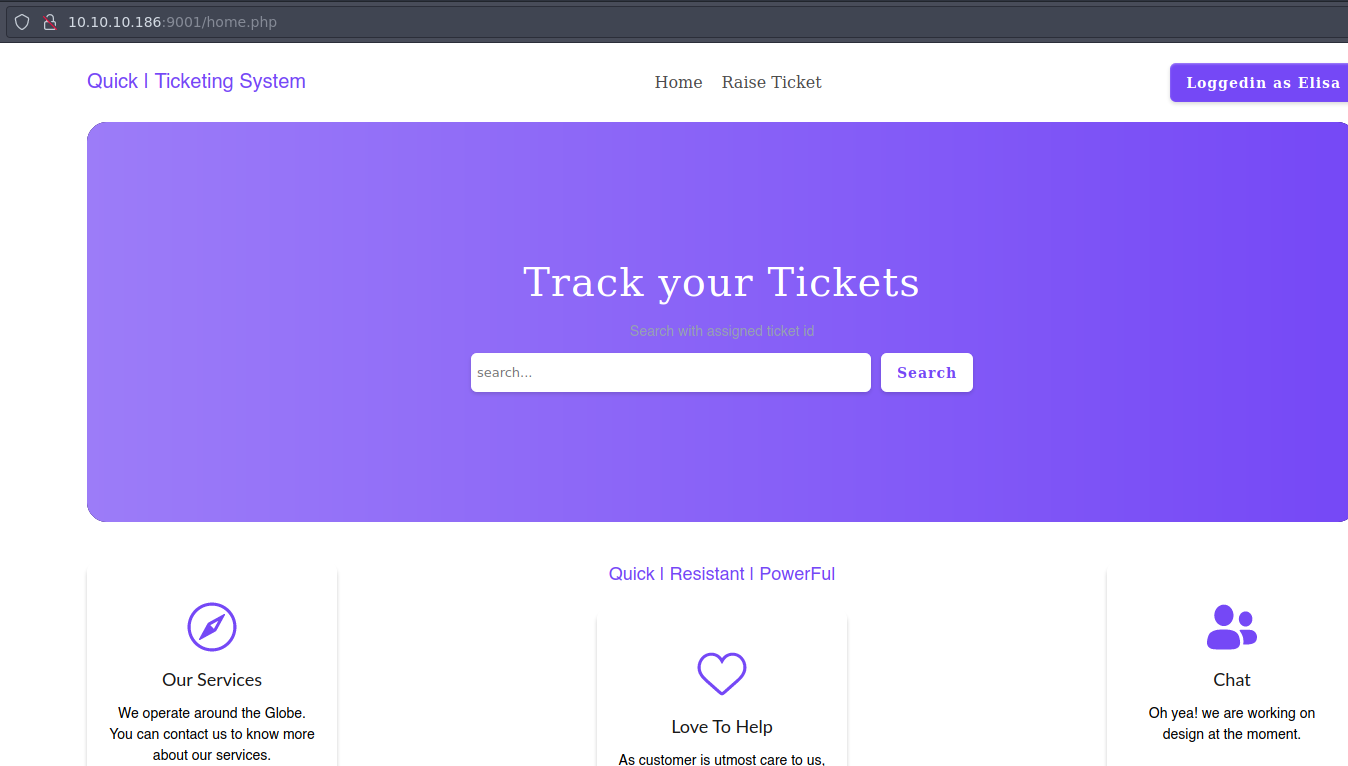 10.10.10.186:9001/home.php
Quick | Ticketing System
Home Raise Ticket
Loggedin as Elisa
Track your Tickets
Search with assigned ticket id
search...
Search
Quick | Resistant | PowerFul
Our Services
We operate around the Globe.
You can contact us to know more
about our services.
Love To Help
As customer is utmost care to us,
Chat
Oh yea! we are working on
design at the moment.